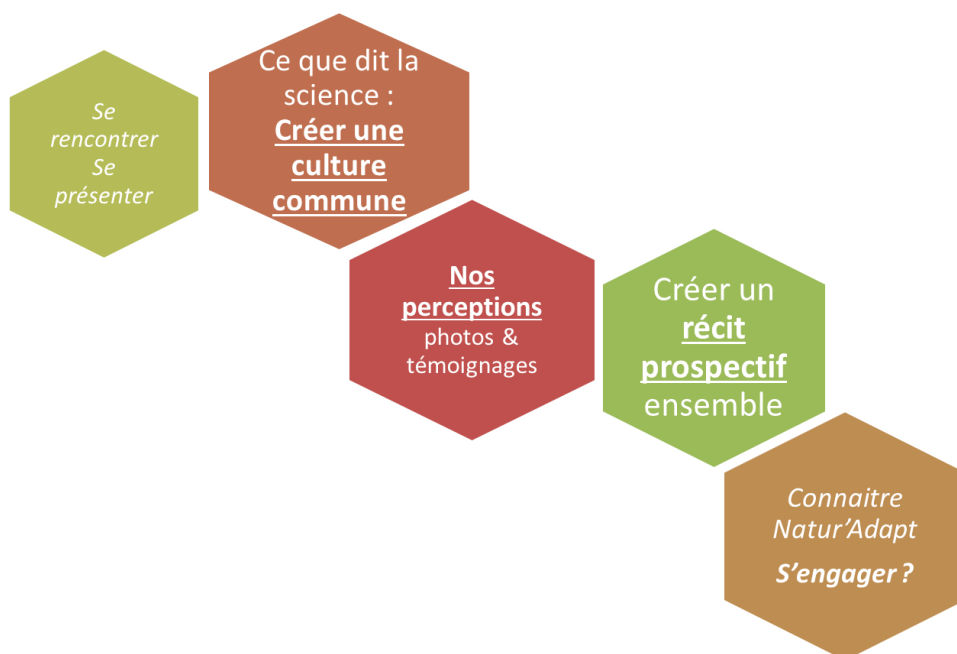 Se
rencontrer
Se
présenter
Ce que dit la
science :
Créer une
culture
commune
Nos
perceptions
photos &
témoignages
Créer un
récit
prospectif
ensemble
Connaitre
Natur’Adapt
S’engager ?